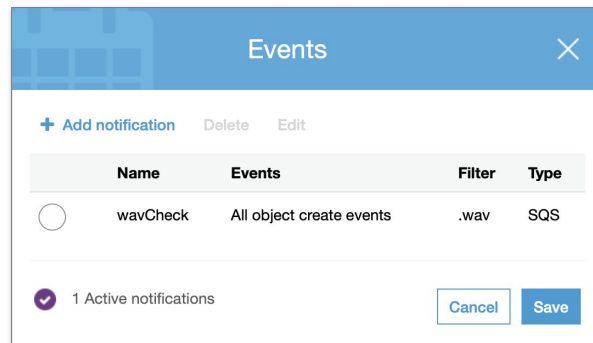 Events
+ Add notification Delete Edit
Name Events Filter Type
wavCheck All object create events .wav SQS
1 Active notifications
Cancel Save